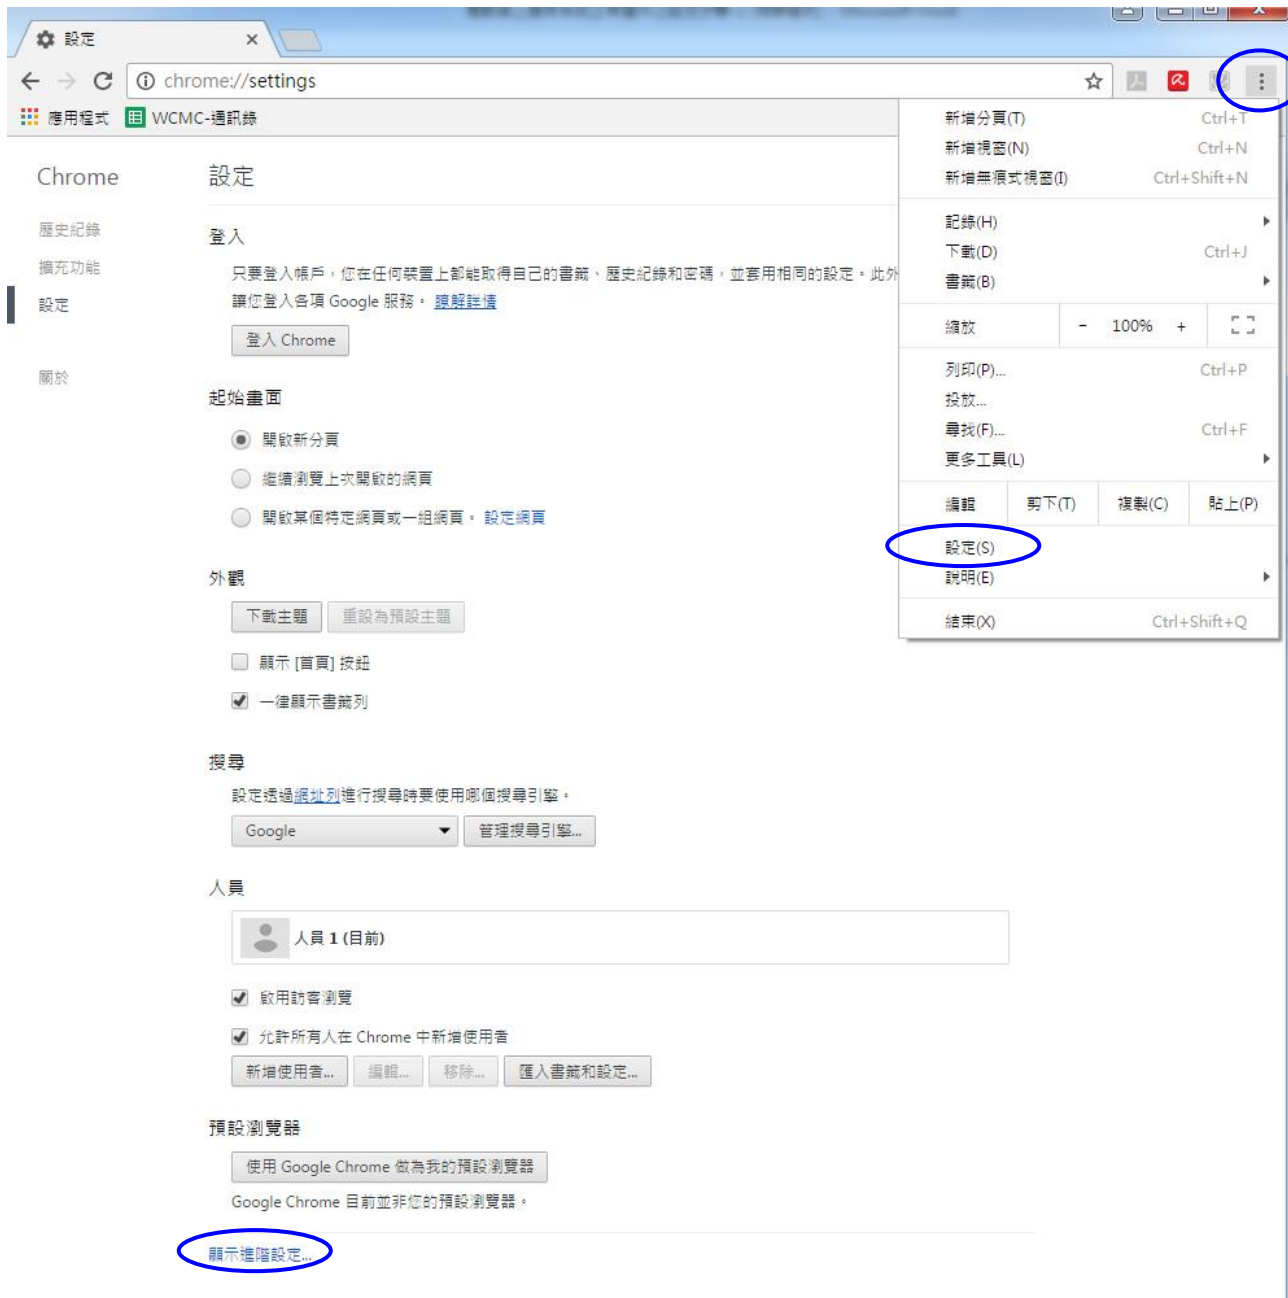 設定
chrome://settings
應用程式 WCMC-通訊錄
Chrome
歷史紀錄
擴充功能
設定
關於
設定
登入
只要登入帳戶，您在任何裝置上都能取得自己的書籤、歷史紀錄和密碼，並套用相同的設定。此外
讓您登入各項 Google 服務。 瞭解詳情
登入 Chrome
起始畫面
開啟新分頁
繼續瀏覽上次開啟的網頁
開啟某個特定網頁或一組網頁。 設定網頁
外觀
下載主題 重設為預設主題
顯示 [首頁] 按鈕
一律顯示書籤列
搜尋
設定透過網址列進行搜尋時要使用哪個搜尋引擎。
Google 管理搜尋引擎...
人員
人員 1 (目前)
啟用訪客瀏覽
允許所有人在 Chrome 中新增使用者
新增使用者... 編輯... 移除... 匯入書籤和設定...
預設瀏覽器
使用 Google Chrome 做為我的預設瀏覽器
Google Chrome 目前並非您的預設瀏覽器。
顯示進階設定...
新增分頁(T) Ctrl+T
新增視窗(N) Ctrl+N
新增無痕式視窗(I) Ctrl+Shift+N
記錄(H)
下載(D) Ctrl+J
書籤(B)
縮放 - 100% +
列印(P)... Ctrl+P
投放...
尋找(F)... Ctrl+F
更多工具(L)
編輯 剪下(T) 複製(C) 貼上(P)
設定(S)
說明(E)
結束(X) Ctrl+Shift+Q